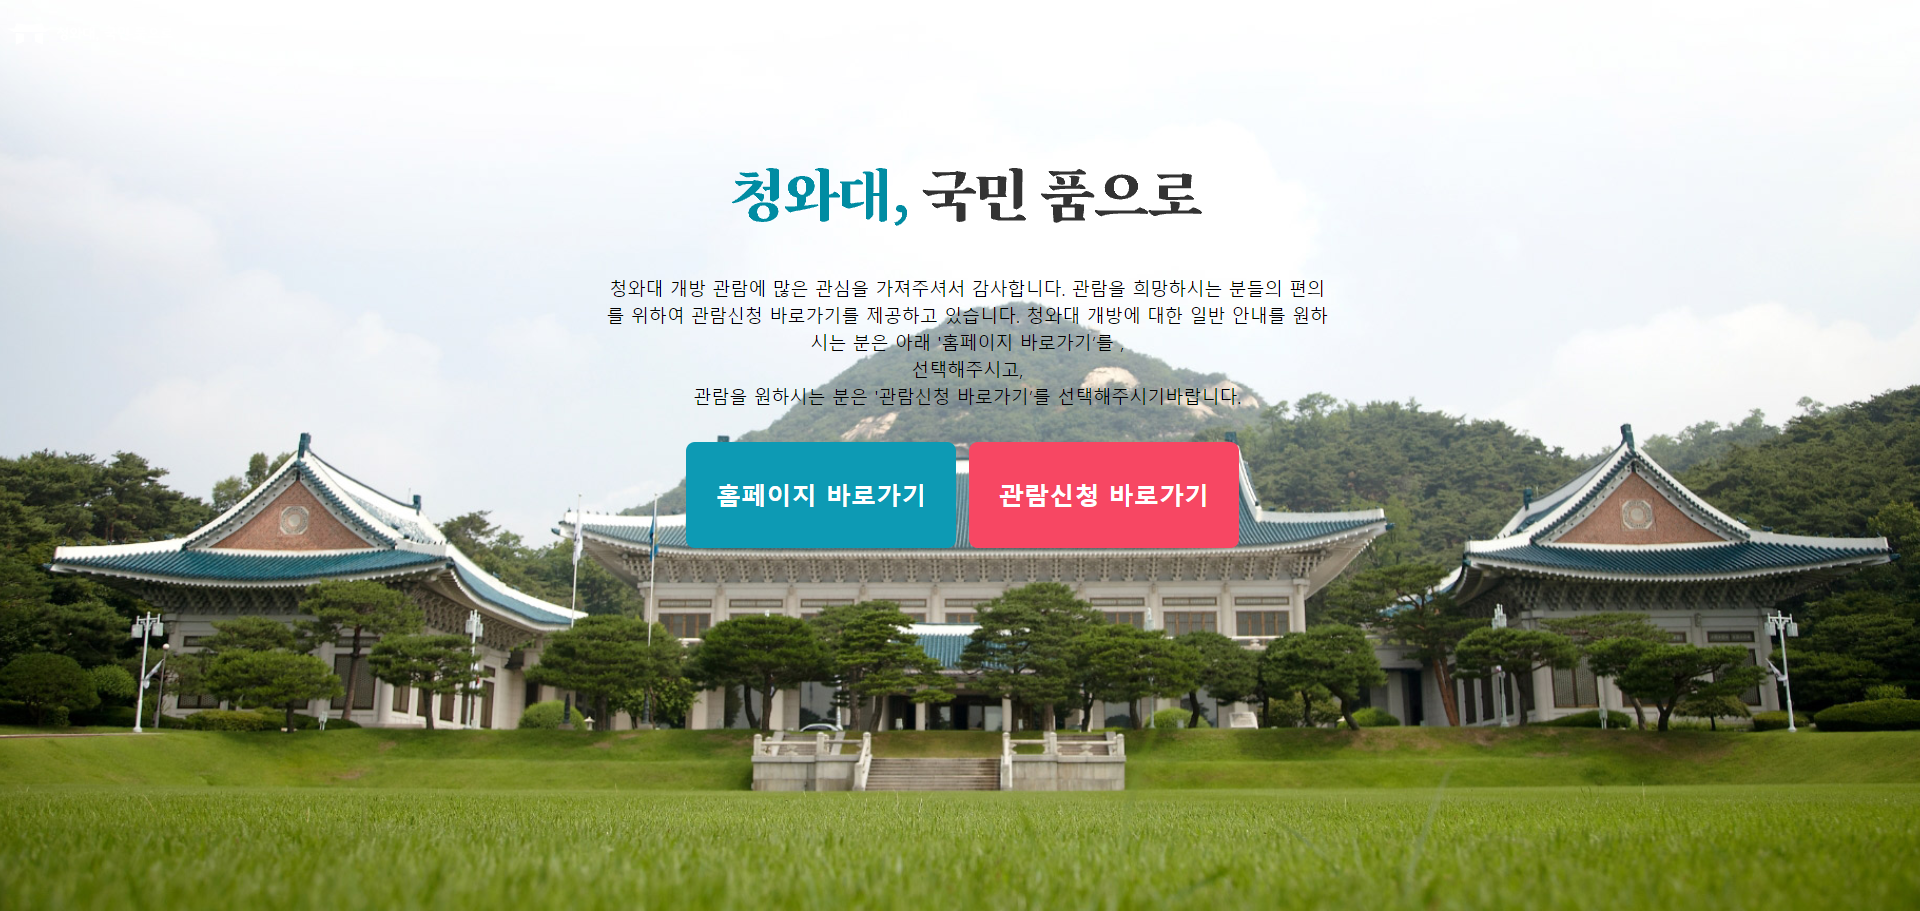 청와대, 국민 품으로
청와대 개방 관람에 많은 관심을 가져주셔서 감사합니다. 관람을 희망하시는 분들의 편의
를 위하여 관람신청 바로가기를 제공하고 있습니다. 청와대 개방에 대한 일반 안내를 원하
시는 분은 아래 '홈페이지 바로가기'를 ,
선택해주시고,
관람을 원하시는 분은 '관람신청 바로가기'를 선택해주시기바랍니다.
홈페이지 바로가기 관람신청 바로가기